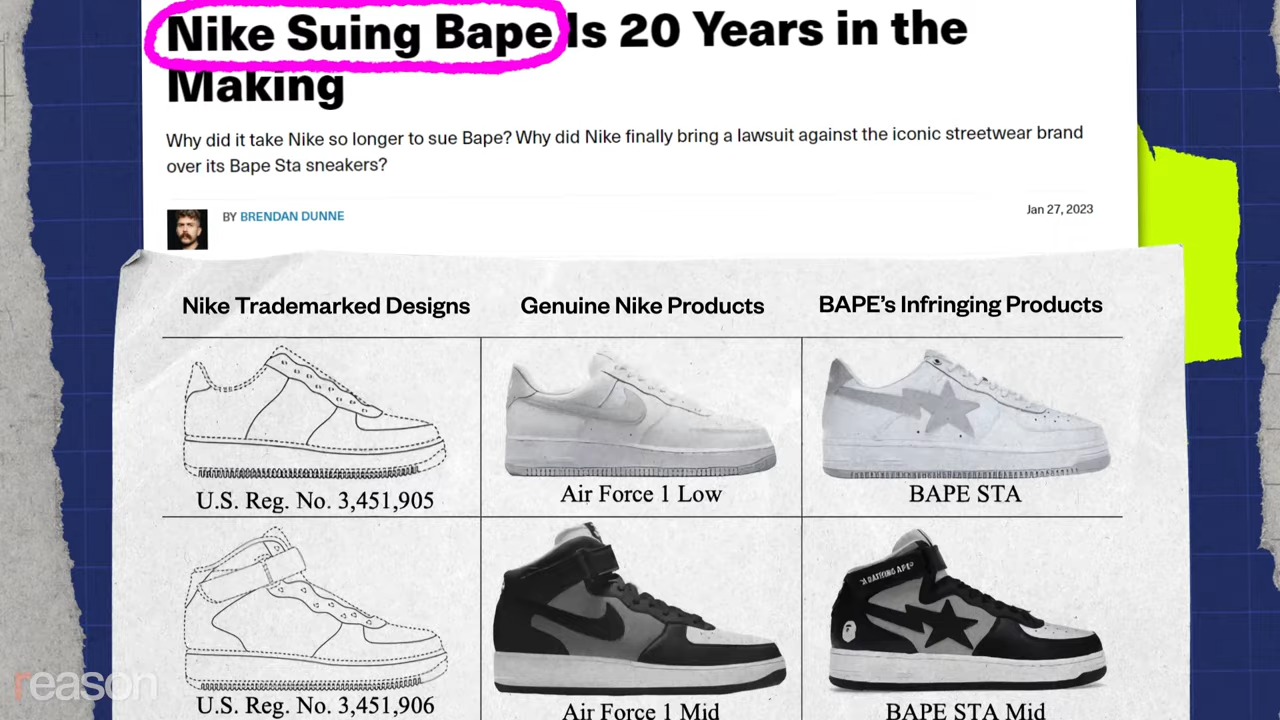 Nike Suing Bape Is 20 Years in the
Making
Why did it take Nike so longer to sue Bape? Why did Nike finally bring a lawsuit against the iconic streetwear brand
over its Bape Sta sneakers?
BY BRENDAN DUNNE
Jan 27, 2023
Nike Trademarked Designs
Genuine Nike Products
BAPE’s Infringing Products
U.S. Reg. No. 3,451,905
Air Force 1 Low
BAPE STA
"A BATHING APE®
U.S. Reg. No. 3,451,906
Air Force 1 Mid
BAPE STA Mid
reason